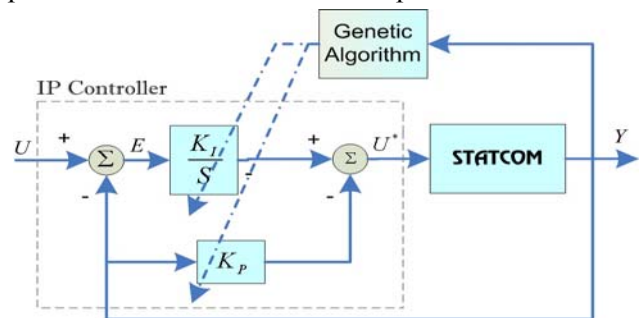 Genetic
Algorithm
IP Controller
U
+
-
Σ
E
K_I
S
-
+
-
Σ
U*
STATCOM
Y
K_P